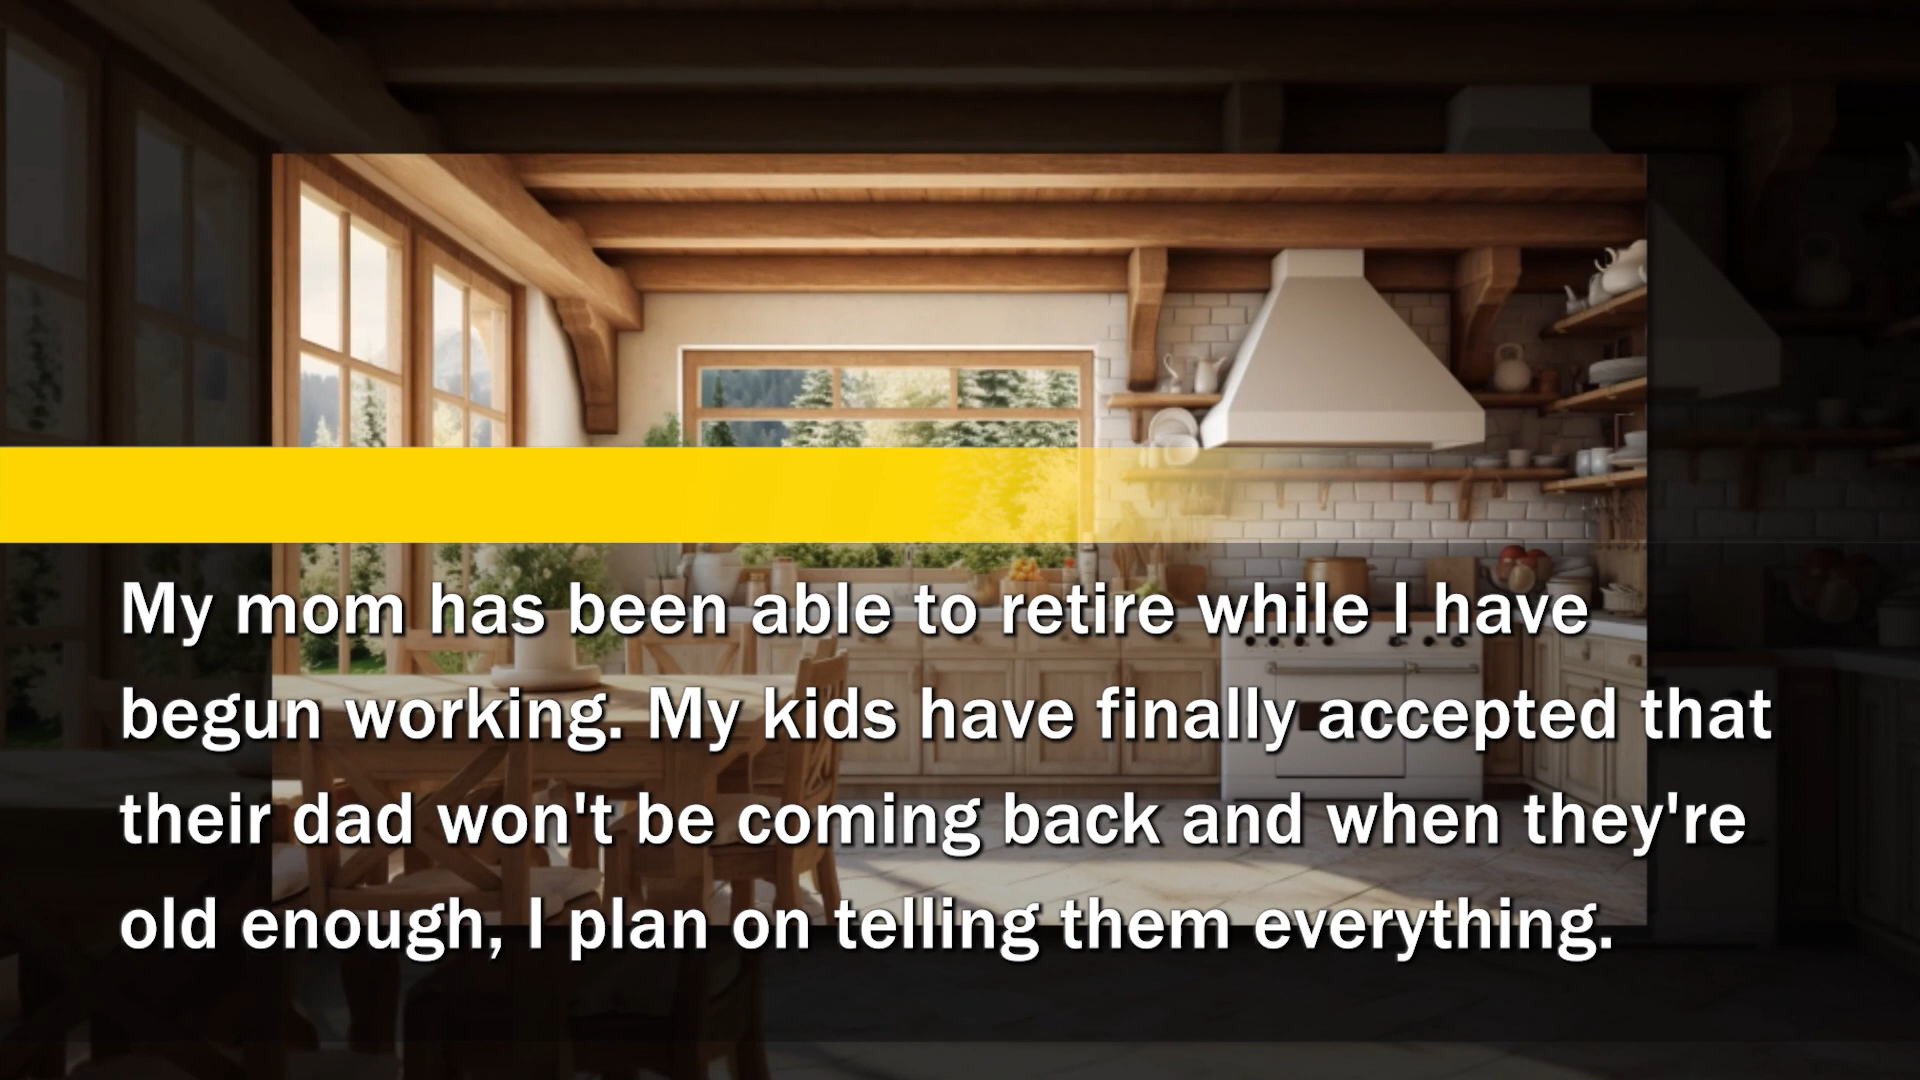 My mom has been able to retire while I have
begun working. My kids have finally accepted that
their dad won't be coming back and when they're
old enough, I plan on telling them everything.